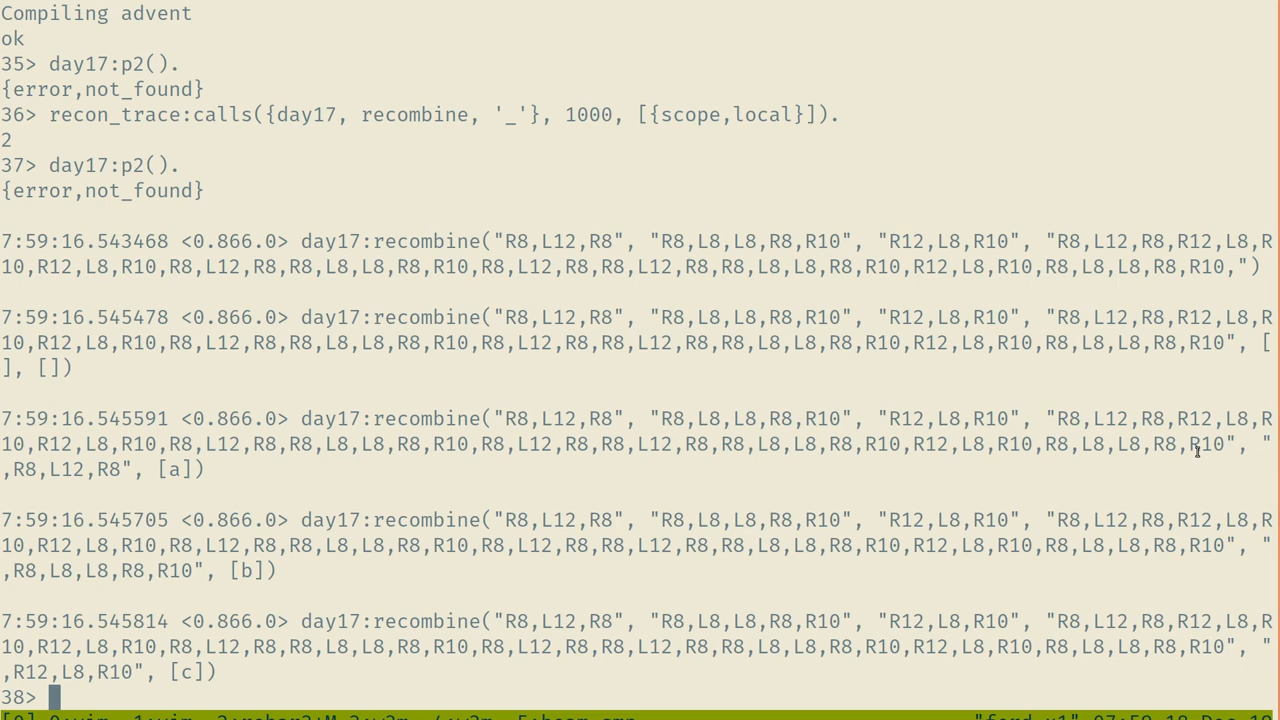 Compiling advent
ok
35> day17:p2().
{error,not_found}
36> recon_trace:calls({day17, recombine, '_'}, 1000, [{scope,local}]).
2
37> day17:p2().
{error,not_found}
7:59:16.543468 <0.866.0> day17:recombine("R8,L12,R8", "R8,L8,L8,R8,R10", "R12,L8,R10", "R8,L12,R8,R12,L8,R
10,R12,L8,R10,R8,L12,R8,R8,L8,L8,R8,R10,R8,L12,R8,R8,L12,R8,R8,L8,L8,R8,R10,R12,L8,R10,R8,L8,L8,R8,R10,")
7:59:16.545478 <0.866.0> day17:recombine("R8,L12,R8", "R8,L8,L8,R8,R10", "R12,L8,R10", "R8,L12,R8,R12,L8,R
10,R12,L8,R10,R8,L12,R8,R8,L8,L8,R8,R10,R8,L12,R8,R8,L12,R8,R8,L8,L8,R8,R10,R12,L8,R10,R8,L8,L8,R8,R10", [
], [])
7:59:16.545591 <0.866.0> day17:recombine("R8,L12,R8", "R8,L8,L8,R8,R10", "R12,L8,R10", "R8,L12,R8,R12,L8,R
10,R12,L8,R10,R8,L12,R8,R8,L8,L8,R8,R10,R8,L12,R8,R8,L12,R8,R8,L8,L8,R8,R10,R12,L8,R10,R8,L8,L8,R8,R10", "
,R8,L12,R8", [a])
7:59:16.545705 <0.866.0> day17:recombine("R8,L12,R8", "R8,L8,L8,R8,R10", "R12,L8,R10", "R8,L12,R8,R12,L8,R
10,R12,L8,R10,R8,L12,R8,R8,L8,L8,R8,R10,R8,L12,R8,R8,L12,R8,R8,L8,L8,R8,R10,R12,L8,R10,R8,L8,L8,R8,R10", "
,R8,L8,L8,R8,R10", [b])
7:59:16.545814 <0.866.0> day17:recombine("R8,L12,R8", "R8,L8,L8,R8,R10", "R12,L8,R10", "R8,L12,R8,R12,L8,R
10,R12,L8,R10,R8,L12,R8,R8,L8,L8,R8,R10,R8,L12,R8,R8,L12,R8,R8,L8,L8,R8,R10,R12,L8,R10,R8,L8,L8,R8,R10", "
,R12,L8,R10", [c])
38>